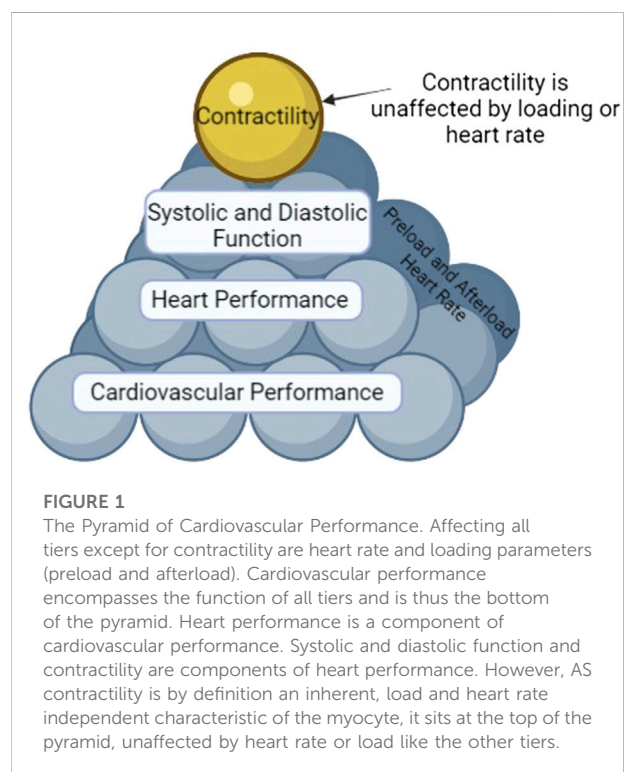 Contractility
Contractility is
unaffected by loading or
heart rate
Systolic and Diastolic
Function
Preload and Afterload
Heart Rate
Heart Performance
Cardiovascular Performance
FIGURE 1
The Pyramid of Cardiovascular Performance. Affecting all
tiers except for contractility are heart rate and loading parameters
(preload and afterload). Cardiovascular performance
encompasses the function of all tiers and is thus the bottom
of the pyramid. Heart performance is a component of
cardiovascular performance. Systolic and diastolic function and
contractility are components of heart performance. However, AS
contractility is by definition an inherent, load and heart rate
independent characteristic of the myocyte, it sits at the top of the
pyramid, unaffected by heart rate or load like the other tiers.